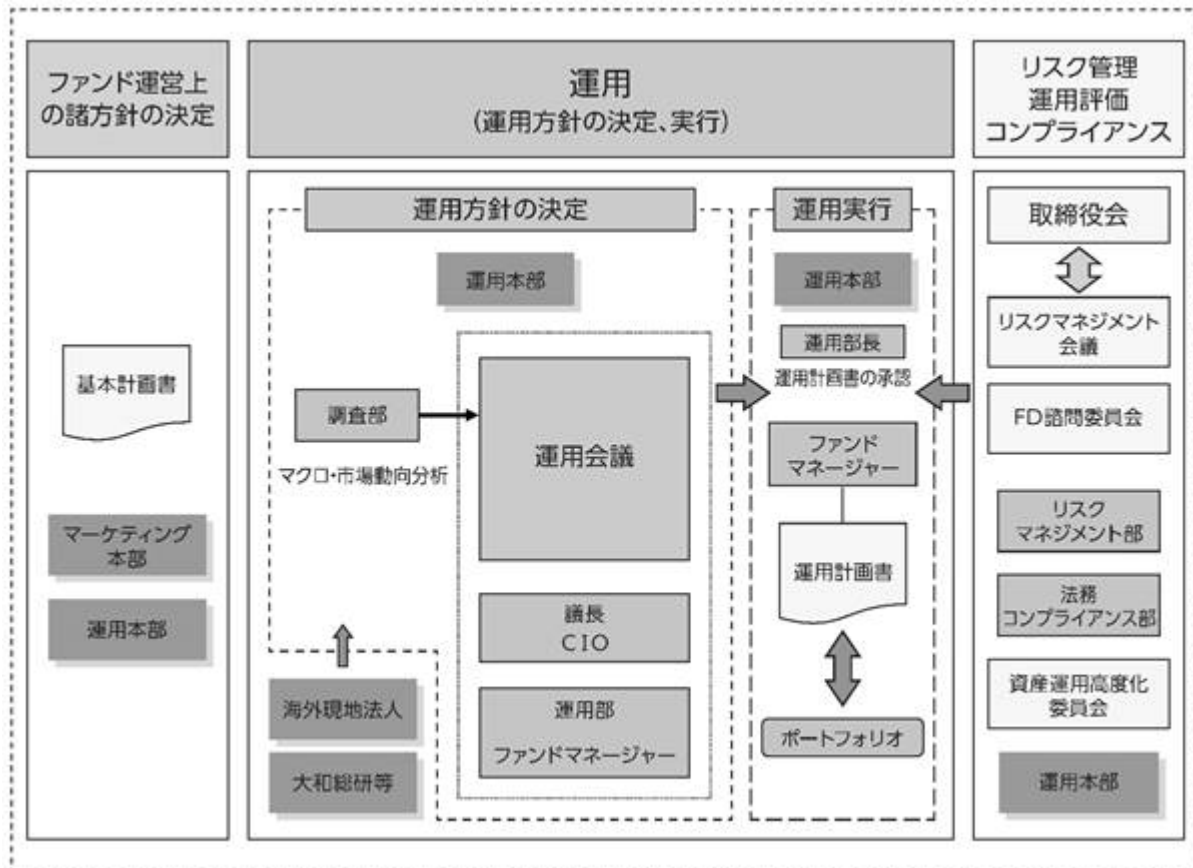 ファンド運営上
の諸方針の決定
運用
(運用方針の決定、実行)
リスク管理
運用評価
コンプライアンス
基本計画書
マーケティング
本部
運用本部
運用方針の決定
運用本部
調査部
マクロ・市場動向分析
運用会議
議長
CIO
運用部
ファンドマネージャー
海外現地法人
大和総研等
運用実行
運用本部
運用部長
運用計画書の承認
ファンド
マネージャー
運用計画書
ポートフォリオ
取締役会
リスクマネジメント
会議
FD諮問委員会
リスク
マネジメント部
法務
コンプライアンス部
資産運用高度化
委員会
運用本部